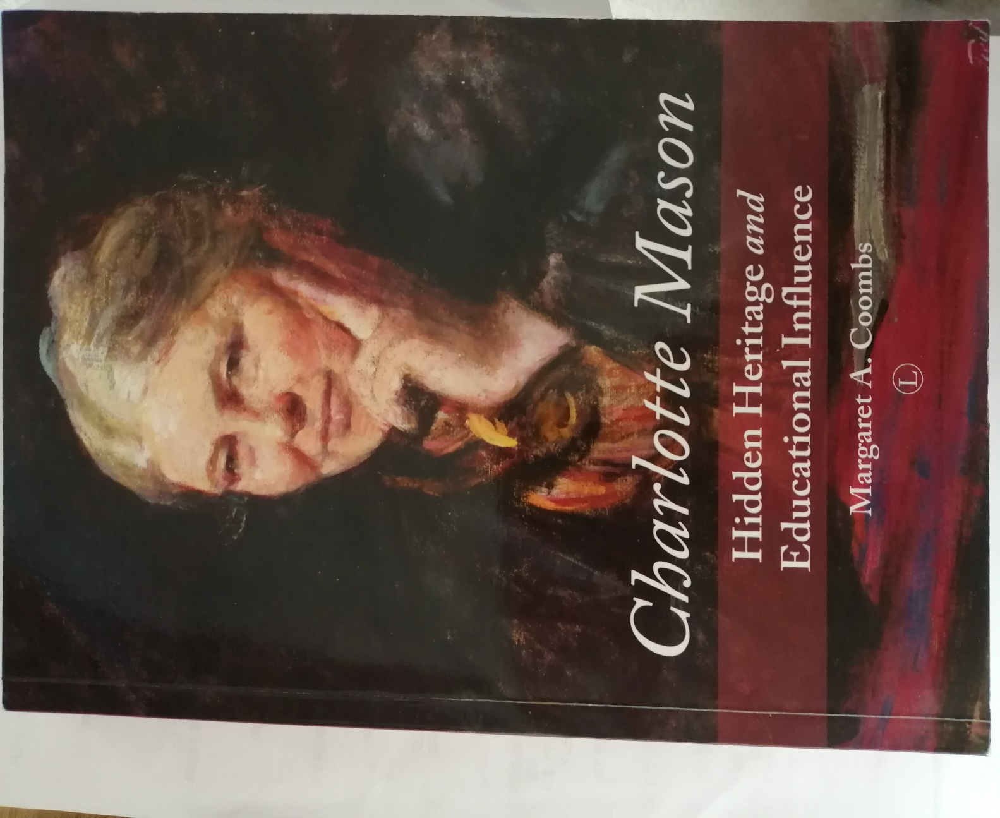 Charlotte Mason
Hidden Heritage and
Educational Influence
Margaret A. Coombs
L